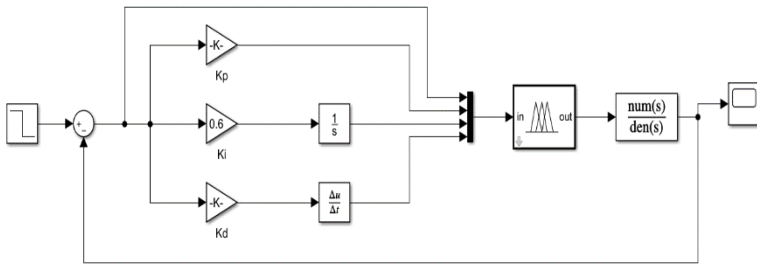 -K-
Kp
+
−
0.6
Ki
1
s
-K-
Kd
Δu
Δt
in
out
num(s)
den(s)